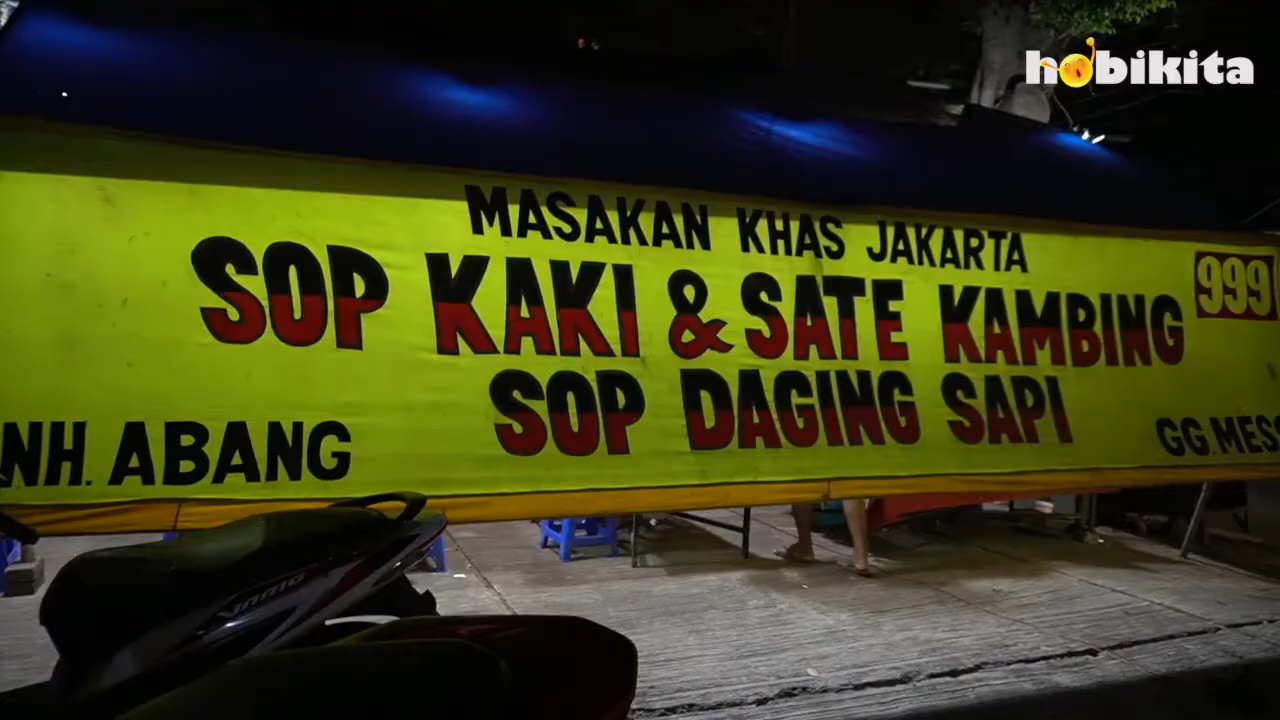 hobikita
MASAKAN KHAS JAKARTA
SOP KAKI & SATE KAMBING
999
SOP DAGING SAPI
NH. ABANG
GG. MES
VARIO